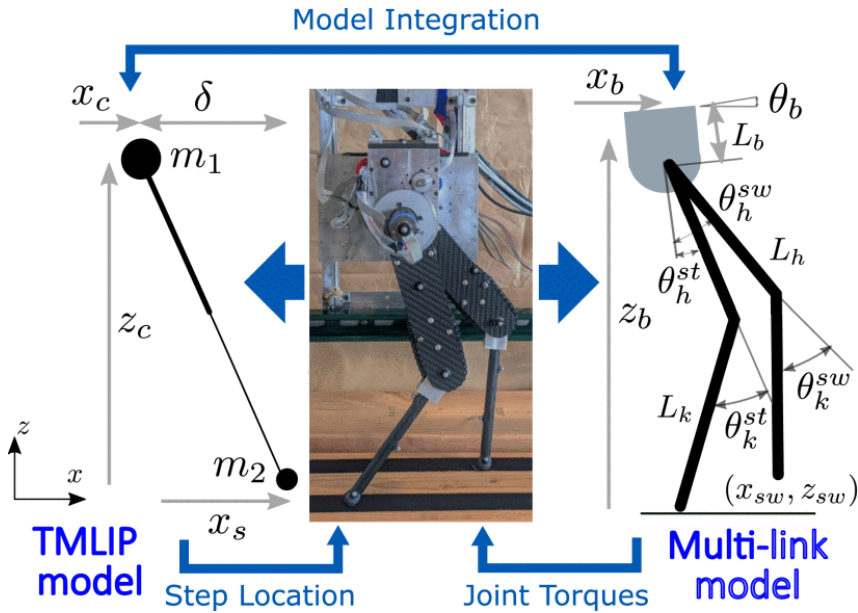 Model Integration
x_c
δ
m_1
z_c
z
x
m_2
x_s
TMLIP
model
Step Location
Joint Torques
x_b
θ_b
L_b
θ_h^{sw}
L_h
θ_h^{st}
z_b
θ_k^{sw}
L_k
θ_k^{st}
(x_{sw}, z_{sw})
Multi-link
model